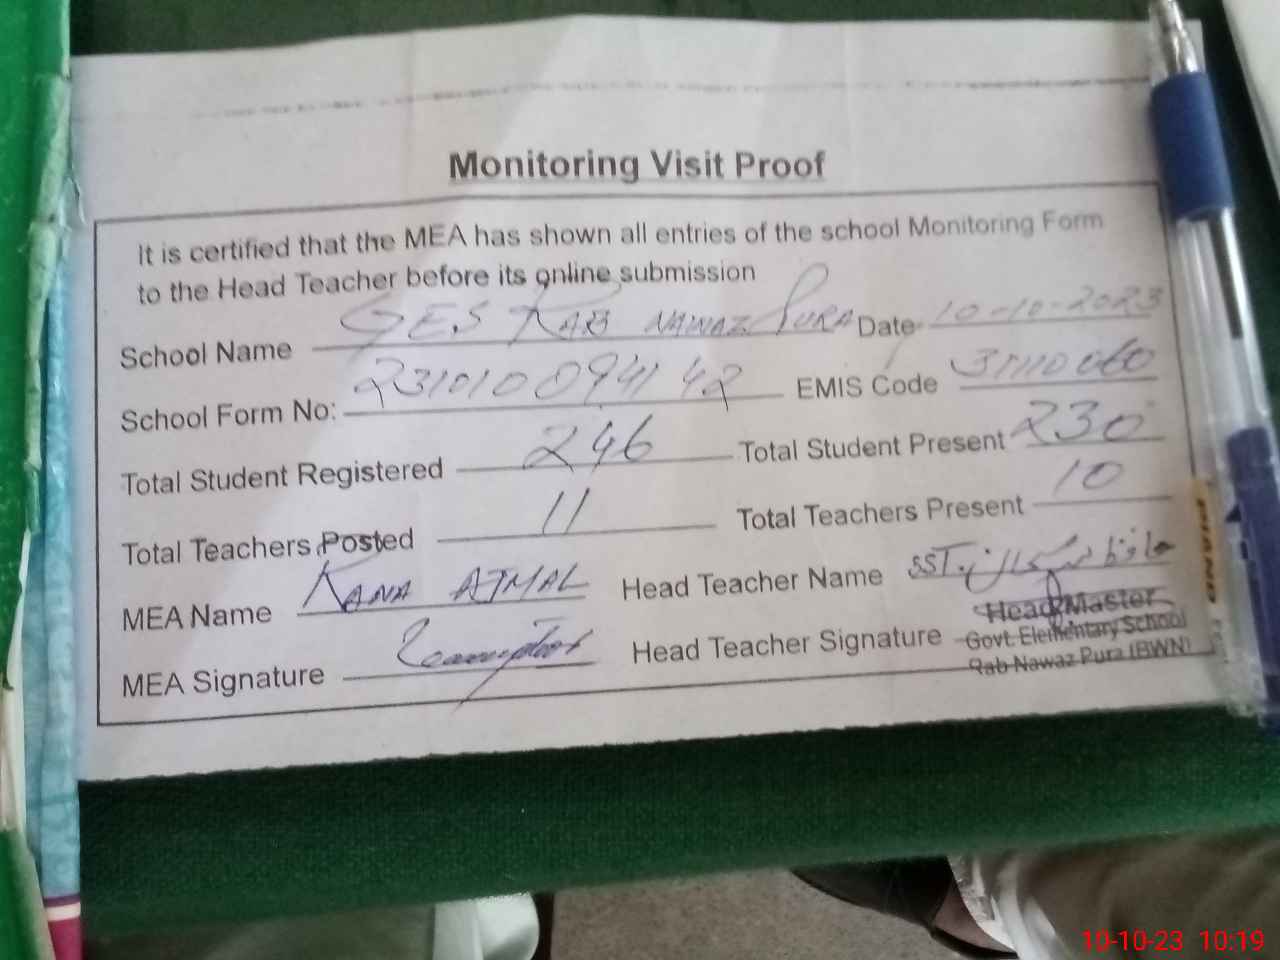 Monitoring Visit Proof
It is certified that the MEA has shown all entries of the school Monitoring Form
to the Head Teacher before its online submission
School Name GES RAB NAWAZ PURA Date 10-10-2023
School Form No: 231010094142 EMIS Code 31110060
Total Student Registered 246 Total Student Present 230
Total Teachers Posted 11 Total Teachers Present 10
MEA Name RANA AJMAL Head Teacher Name حافظ SST
MEA Signature Head Teacher Signature
Head Master
Govt. Elementary School
Rab Nawaz Pura (BWN)
PIANO
10-10-23 10:19